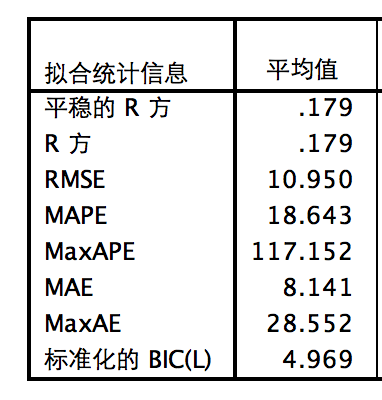 拟合统计信息 平均值
平稳的 R 方 .179
R 方 .179
RMSE 10.950
MAPE 18.643
MaxAPE 117.152
MAE 8.141
MaxAE 28.552
标准化的 BIC(L) 4.969